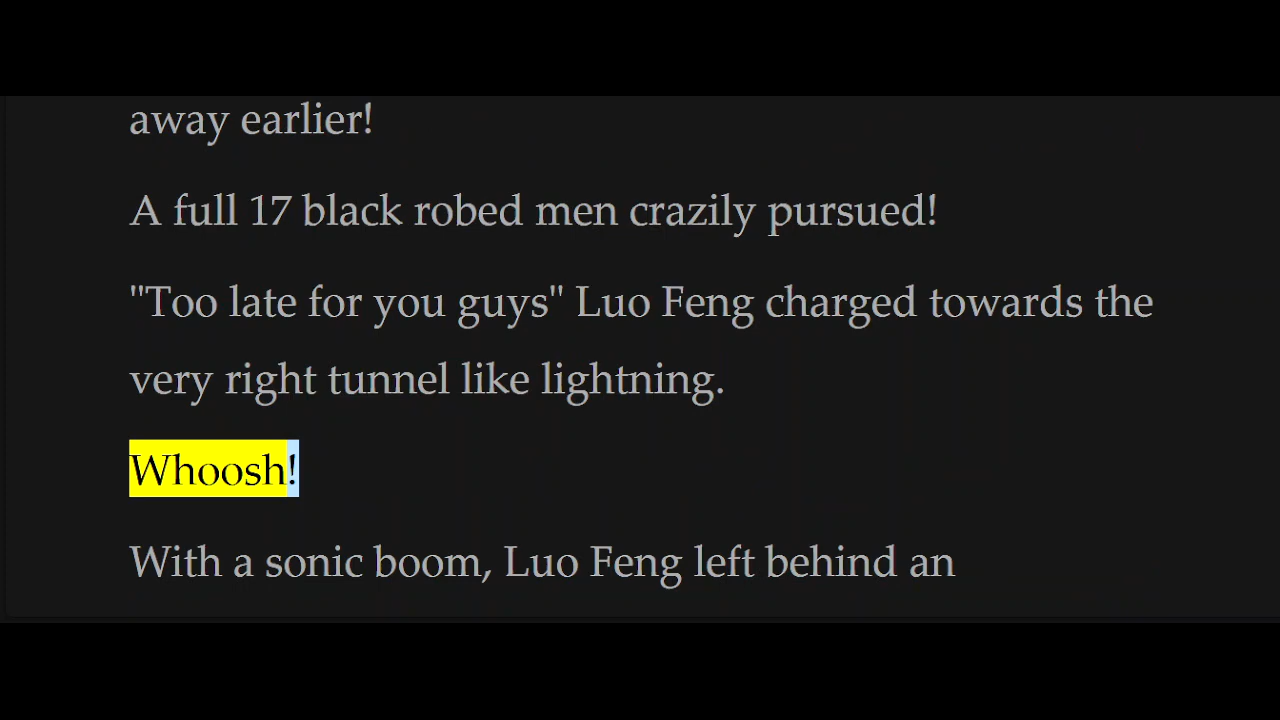 away earlier!
A full 17 black robed men crazily pursued!
"Too late for you guys" Luo Feng charged towards the
very right tunnel like lightning.
Whoosh!
With a sonic boom, Luo Feng left behind an